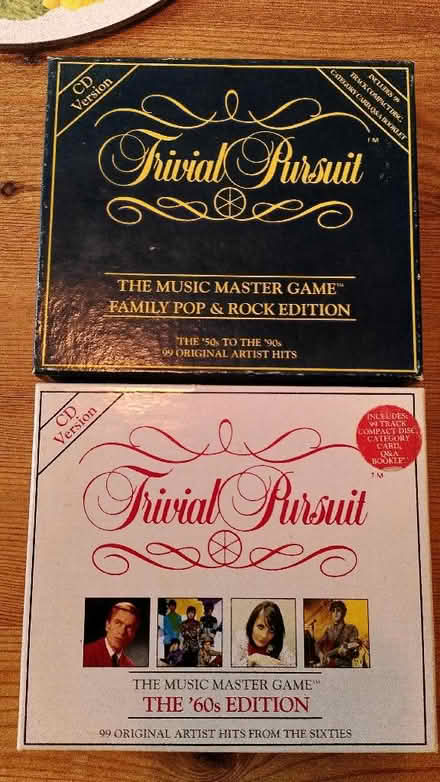 CD
Version
INCLUDES 99
TRACK COMPACT DISC,
CATEGORY CARD, Q&A BOOKLET
Trivial Pursuit
TM
THE MUSIC MASTER GAME™
FAMILY POP & ROCK EDITION
THE '50s TO THE '90s
99 ORIGINAL ARTIST HITS
CD
Version
INCLUDES:
99 TRACK
COMPACT DISC,
CATEGORY
CARD,
Q&A
BOOKLET
Trivial Pursuit
TM
THE MUSIC MASTER GAME™
THE '60s EDITION
99 ORIGINAL ARTIST HITS FROM THE SIXTIES